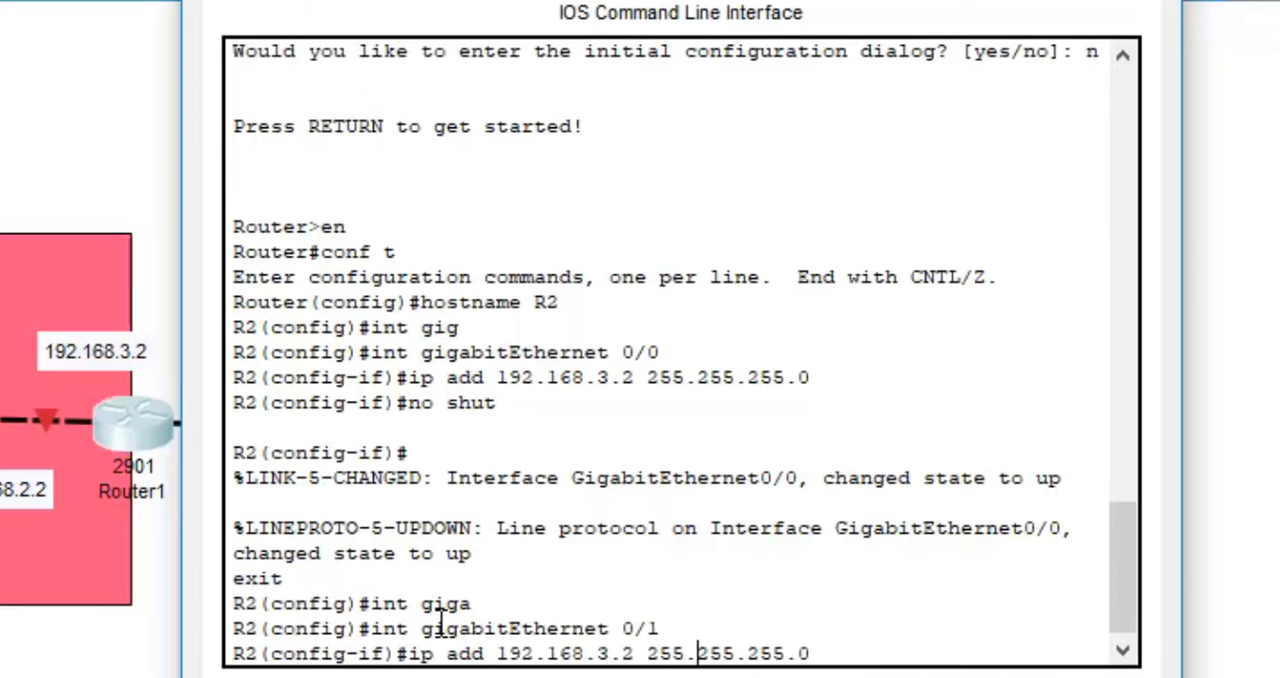 IOS Command Line Interface
Would you like to enter the initial configuration dialog? [yes/no]: n
Press RETURN to get started!
Router>en
Router#conf t
Enter configuration commands, one per line.  End with CNTL/Z.
Router(config)#hostname R2
R2(config)#int gig
R2(config)#int gigabitEthernet 0/0
R2(config-if)#ip add 192.168.3.2 255.255.255.0
R2(config-if)#no shut
R2(config-if)#
%LINK-5-CHANGED: Interface GigabitEthernet0/0, changed state to up
%LINEPROTO-5-UPDOWN: Line protocol on Interface GigabitEthernet0/0,
changed state to up
exit
R2(config)#int giga
R2(config)#int gigabitEthernet 0/1
R2(config-if)#ip add 192.168.3.2 255.255.255.0
192.168.3.2
2901
Router1
68.2.2